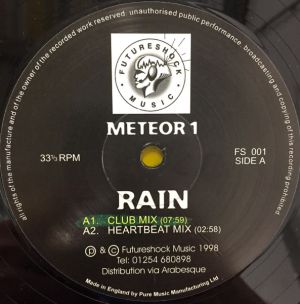 all rights of the manufacture and of the owner of the recorded work reserved. unauthorised public performance, broadcasting and copying of this record prohibited.
FUTURESHOCK
MUSIC
METEOR 1
33⅓ RPM
FS 001
SIDE A
RAIN
A1. CLUB MIX (07:59)
A2. HEARTBEAT MIX (02:58)
℗ & © Futureshock Music 1998
Tel: 01254 680898
Distribution via Arabesque
Made in England by Pure Music Manufacturing Ltd